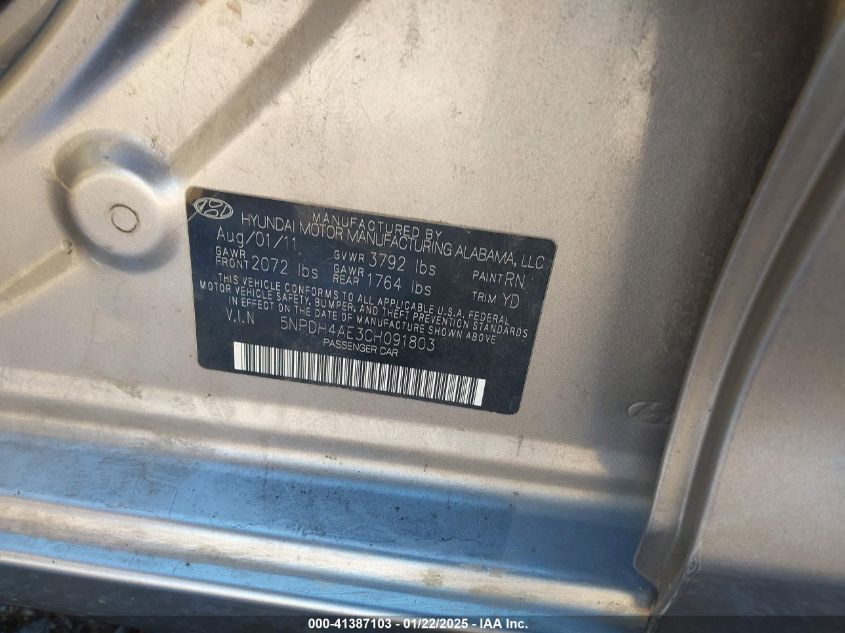 MANUFACTURED BY
HYUNDAI MOTOR MANUFACTURING ALABAMA, LLC
Aug/01/11 GVWR 3792 lbs PAINT RN
GAWR FRONT 2072 lbs GAWR REAR 1764 lbs TRIM YD
THIS VEHICLE CONFORMS TO ALL APPLICABLE U.S.A. FEDERAL
MOTOR VEHICLE SAFETY, BUMPER, AND THEFT PREVENTION STANDARDS
IN EFFECT ON THE DATE OF MANUFACTURE SHOWN ABOVE
V.I.N 5NPDH4AE3CH091803
PASSENGER CAR
000-41387103 - 01/22/2025 - IAA Inc.